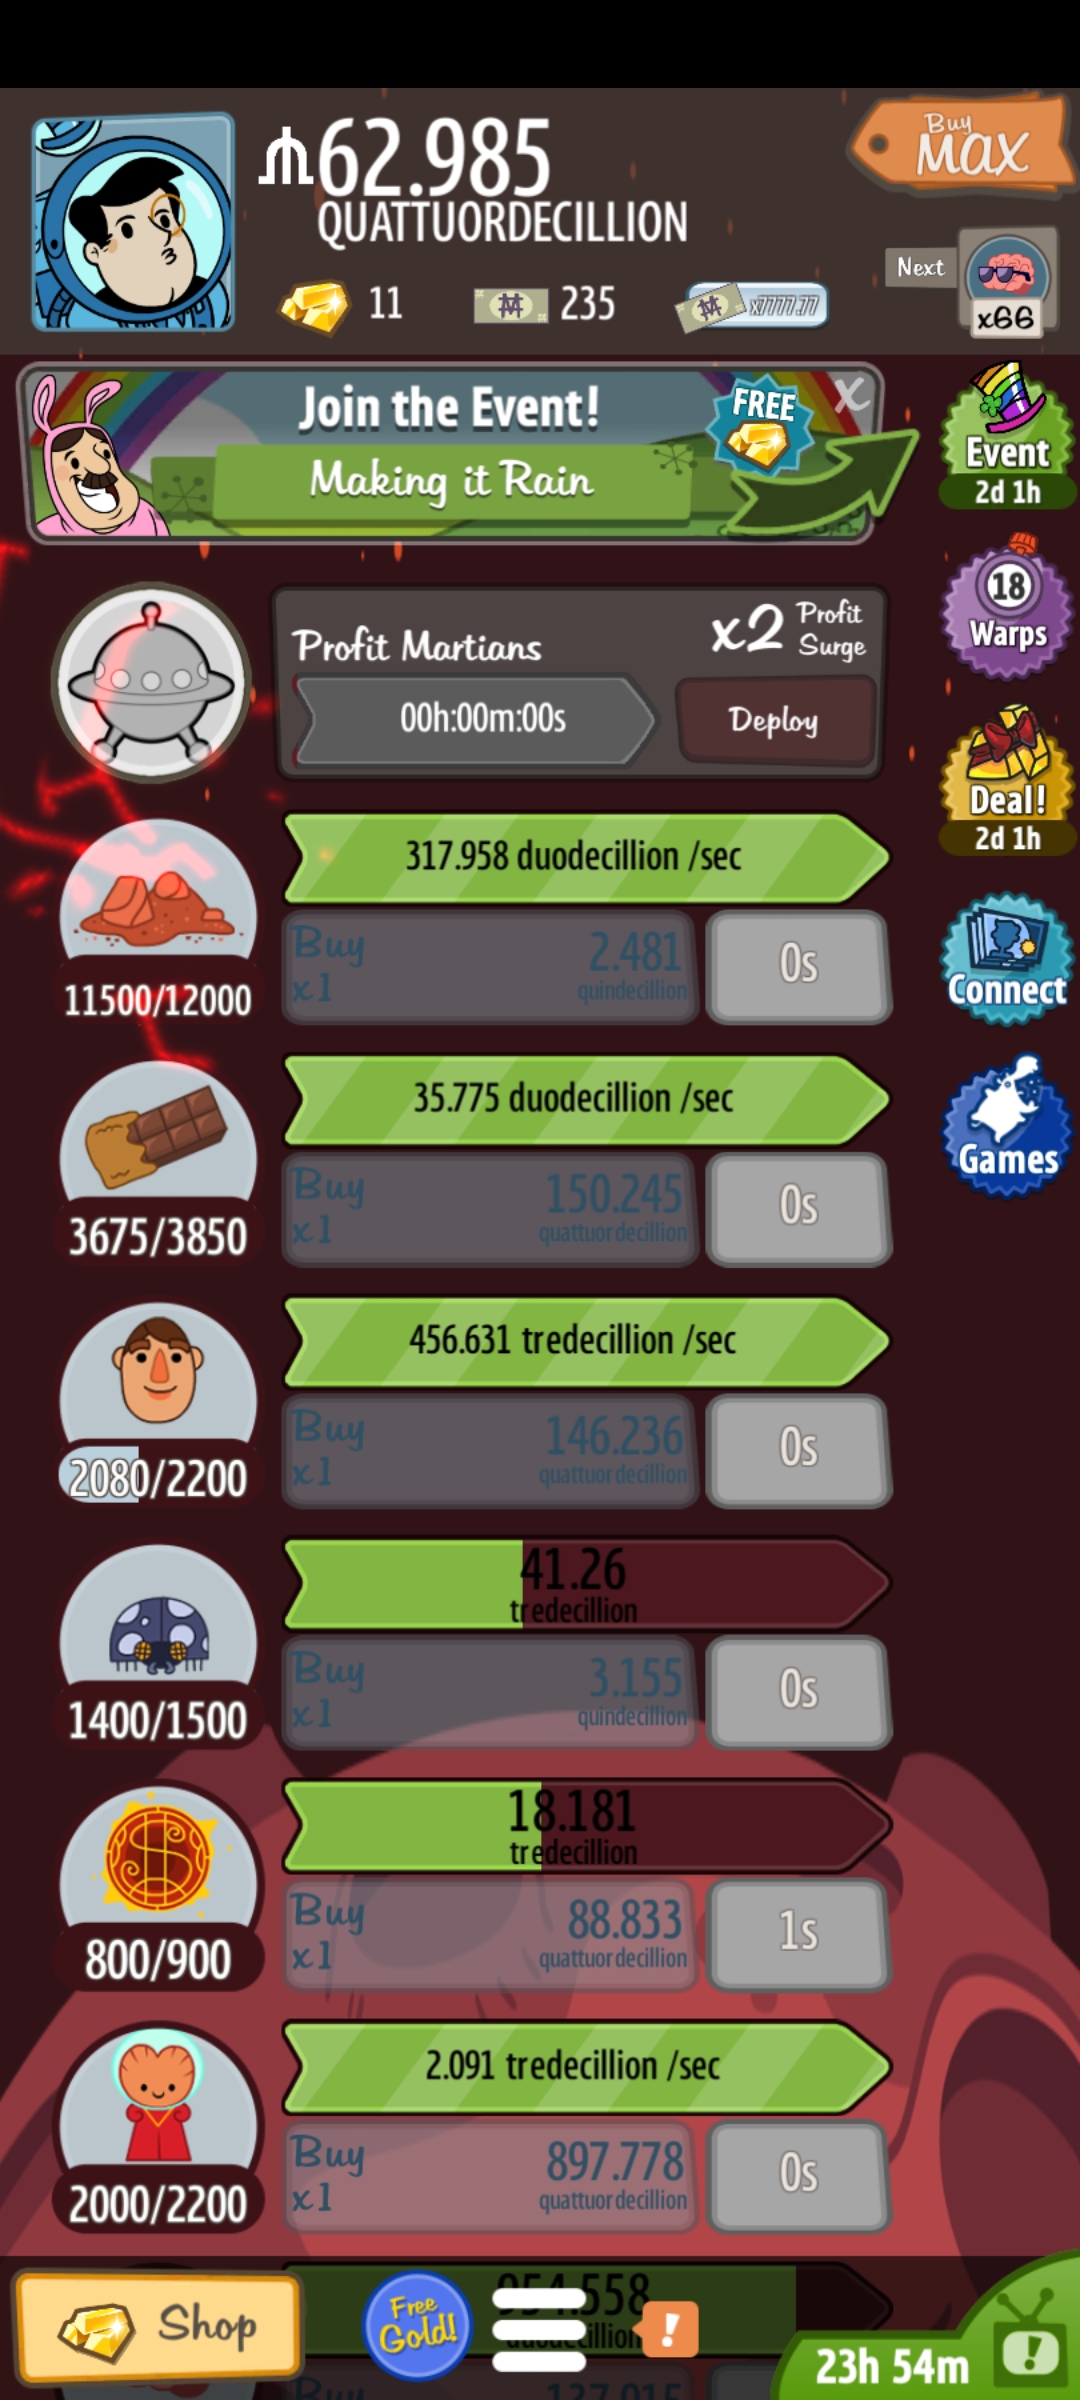 62.985
QUATTUORDECILLION
Buy
MAX
11
235
x7777.77
Next
x66
Join the Event!
Making it Rain
FREE
X
Event
2d 1h
18
Warps
Profit Martians
x2 Profit Surge
00h:00m:00s
Deploy
Deal!
2d 1h
317.958 duodecillion /sec
Buy
x1
2.481
quindecillion
0s
11500/12000
Connect
35.775 duodecillion /sec
Buy
x1
150.245
quattuordecillion
0s
3675/3850
Games
456.631 tredecillion /sec
Buy
x1
146.236
quattuordecillion
0s
2080/2200
41.26
tredecillion
Buy
x1
3.155
quindecillion
0s
1400/1500
18.181
tredecillion
Buy
x1
88.833
quattuordecillion
1s
800/900
2.091 tredecillion /sec
Buy
x1
897.778
quattuordecillion
0s
2000/2200
Shop
Free
Gold!
!
23h 54m
!
Buy